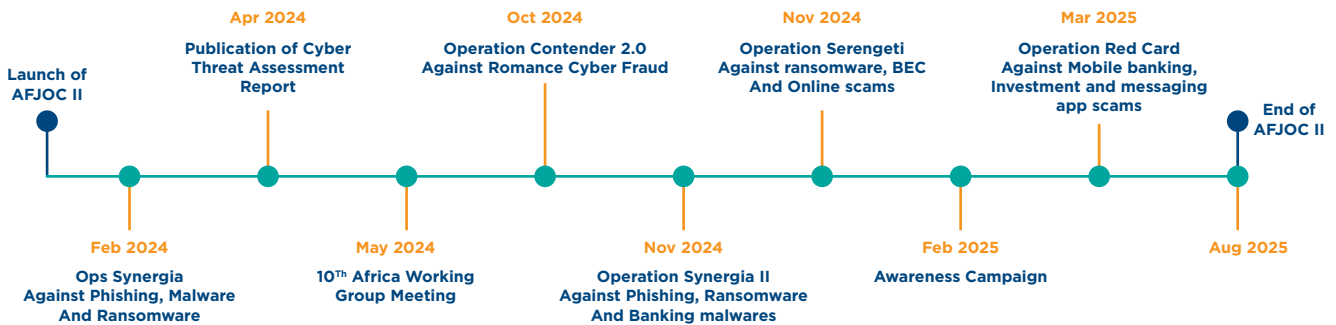 Launch of
AFJOC II
Feb 2024
Ops Synergia
Against Phishing, Malware
And Ransomware
Apr 2024
Publication of Cyber
Threat Assessment
Report
May 2024
10Th Africa Working
Group Meeting
Oct 2024
Operation Contender 2.0
Against Romance Cyber Fraud
Nov 2024
Operation Synergia II
Against Phishing, Ransomware
And Banking malwares
Nov 2024
Operation Serengeti
Against ransomware, BEC
And Online scams
Feb 2025
Awareness Campaign
Mar 2025
Operation Red Card
Against Mobile banking,
Investment and messaging
app scams
End of
AFJOC II
Aug 2025